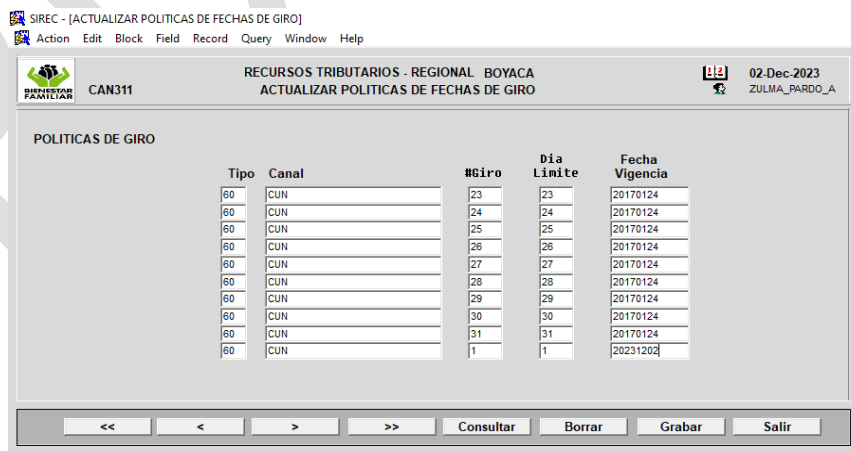 SIREC - [ACTUALIZAR POLITICAS DE FECHAS DE GIRO]
Action Edit Block Field Record Query Window Help
BIENESTAR
FAMILIAR
CAN311
RECURSOS TRIBUTARIOS - REGIONAL BOYACA
ACTUALIZAR POLITICAS DE FECHAS DE GIRO
02-Dec-2023
ZULMA_PARDO_A
POLITICAS DE GIRO
Tipo Canal #Giro Dia Limite Fecha Vigencia
60 CUN 23 23 20170124
60 CUN 24 24 20170124
60 CUN 25 25 20170124
60 CUN 26 26 20170124
60 CUN 27 27 20170124
60 CUN 28 28 20170124
60 CUN 29 29 20170124
60 CUN 30 30 20170124
60 CUN 31 31 20170124
60 CUN 1 1 20231202
<< < > >> Consultar Borrar Grabar Salir